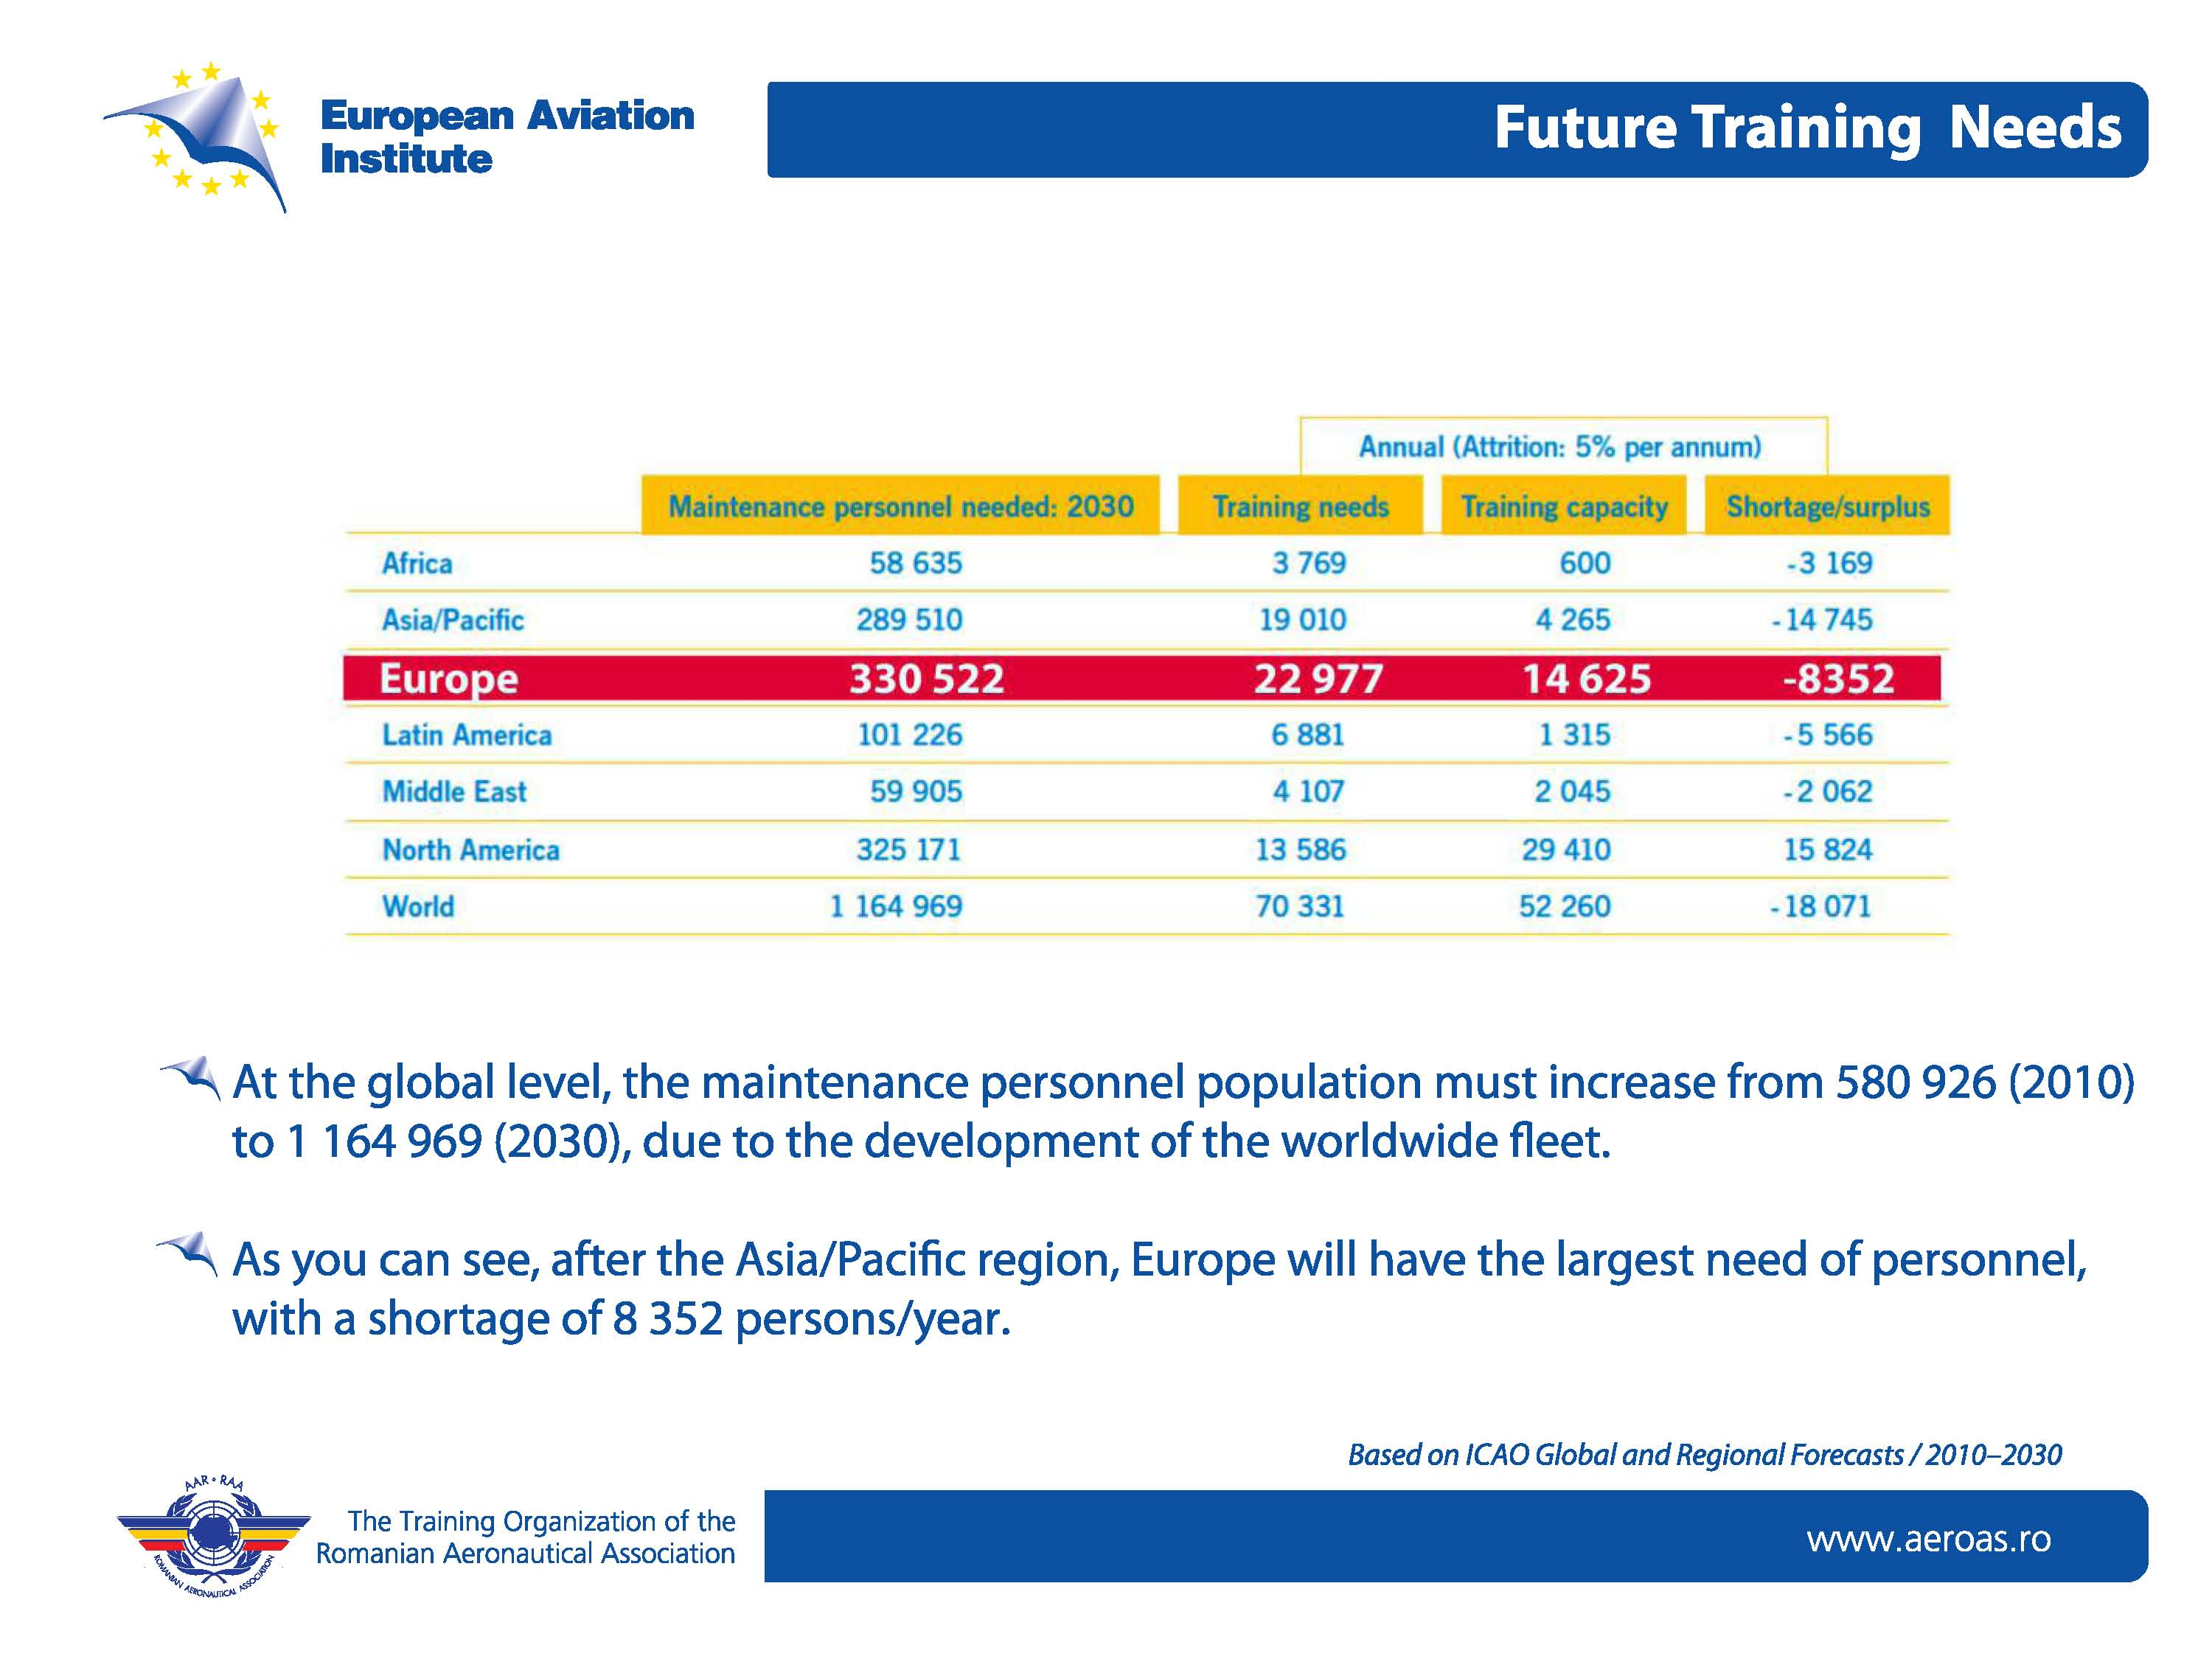 European Aviation
Institute
Future Training Needs
Annual (Attrition: 5% per annum)
Maintenance personnel needed: 2030 Training needs Training capacity Shortage/surplus
Africa 58 635 3 769 600 -3 169
Asia/Pacific 289 510 19 010 4 265 -14 745
Europe 330 522 22 977 14 625 -8352
Latin America 101 226 6 881 1 315 -5 566
Middle East 59 905 4 107 2 045 -2 062
North America 325 171 13 586 29 410 15 824
World 1 164 969 70 331 52 260 -18 071
At the global level, the maintenance personnel population must increase from 580 926 (2010)
to 1 164 969 (2030), due to the development of the worldwide fleet.
As you can see, after the Asia/Pacific region, Europe will have the largest need of personnel,
with a shortage of 8 352 persons/year.
Based on ICAO Global and Regional Forecasts / 2010–2030
AAR • RAA
ROMANIAN AERONAUTICAL ASSOCIATION
The Training Organization of the
Romanian Aeronautical Association
www.aeroas.ro